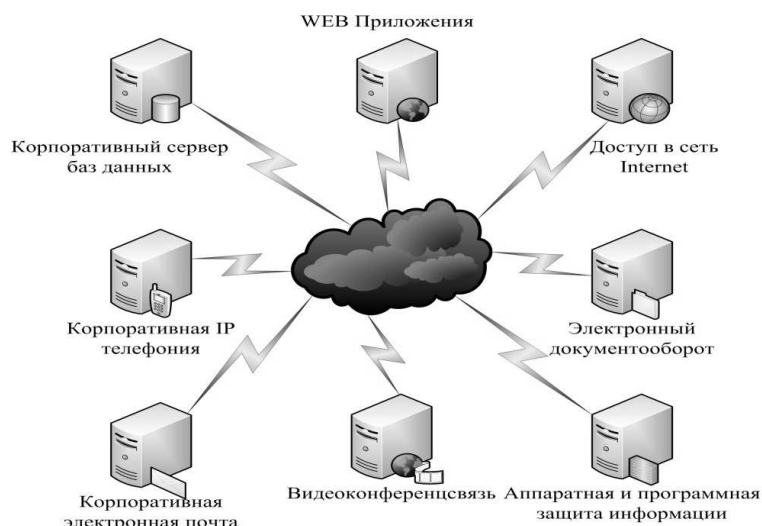 WEB Приложения
Корпоративный сервер
баз данных
Доступ в сеть
Internet
Корпоративная IP
телефония
Электронный
документооборот
Корпоративная
электронная почта
Видеоконференцсвязь
Аппаратная и программная
защита информации